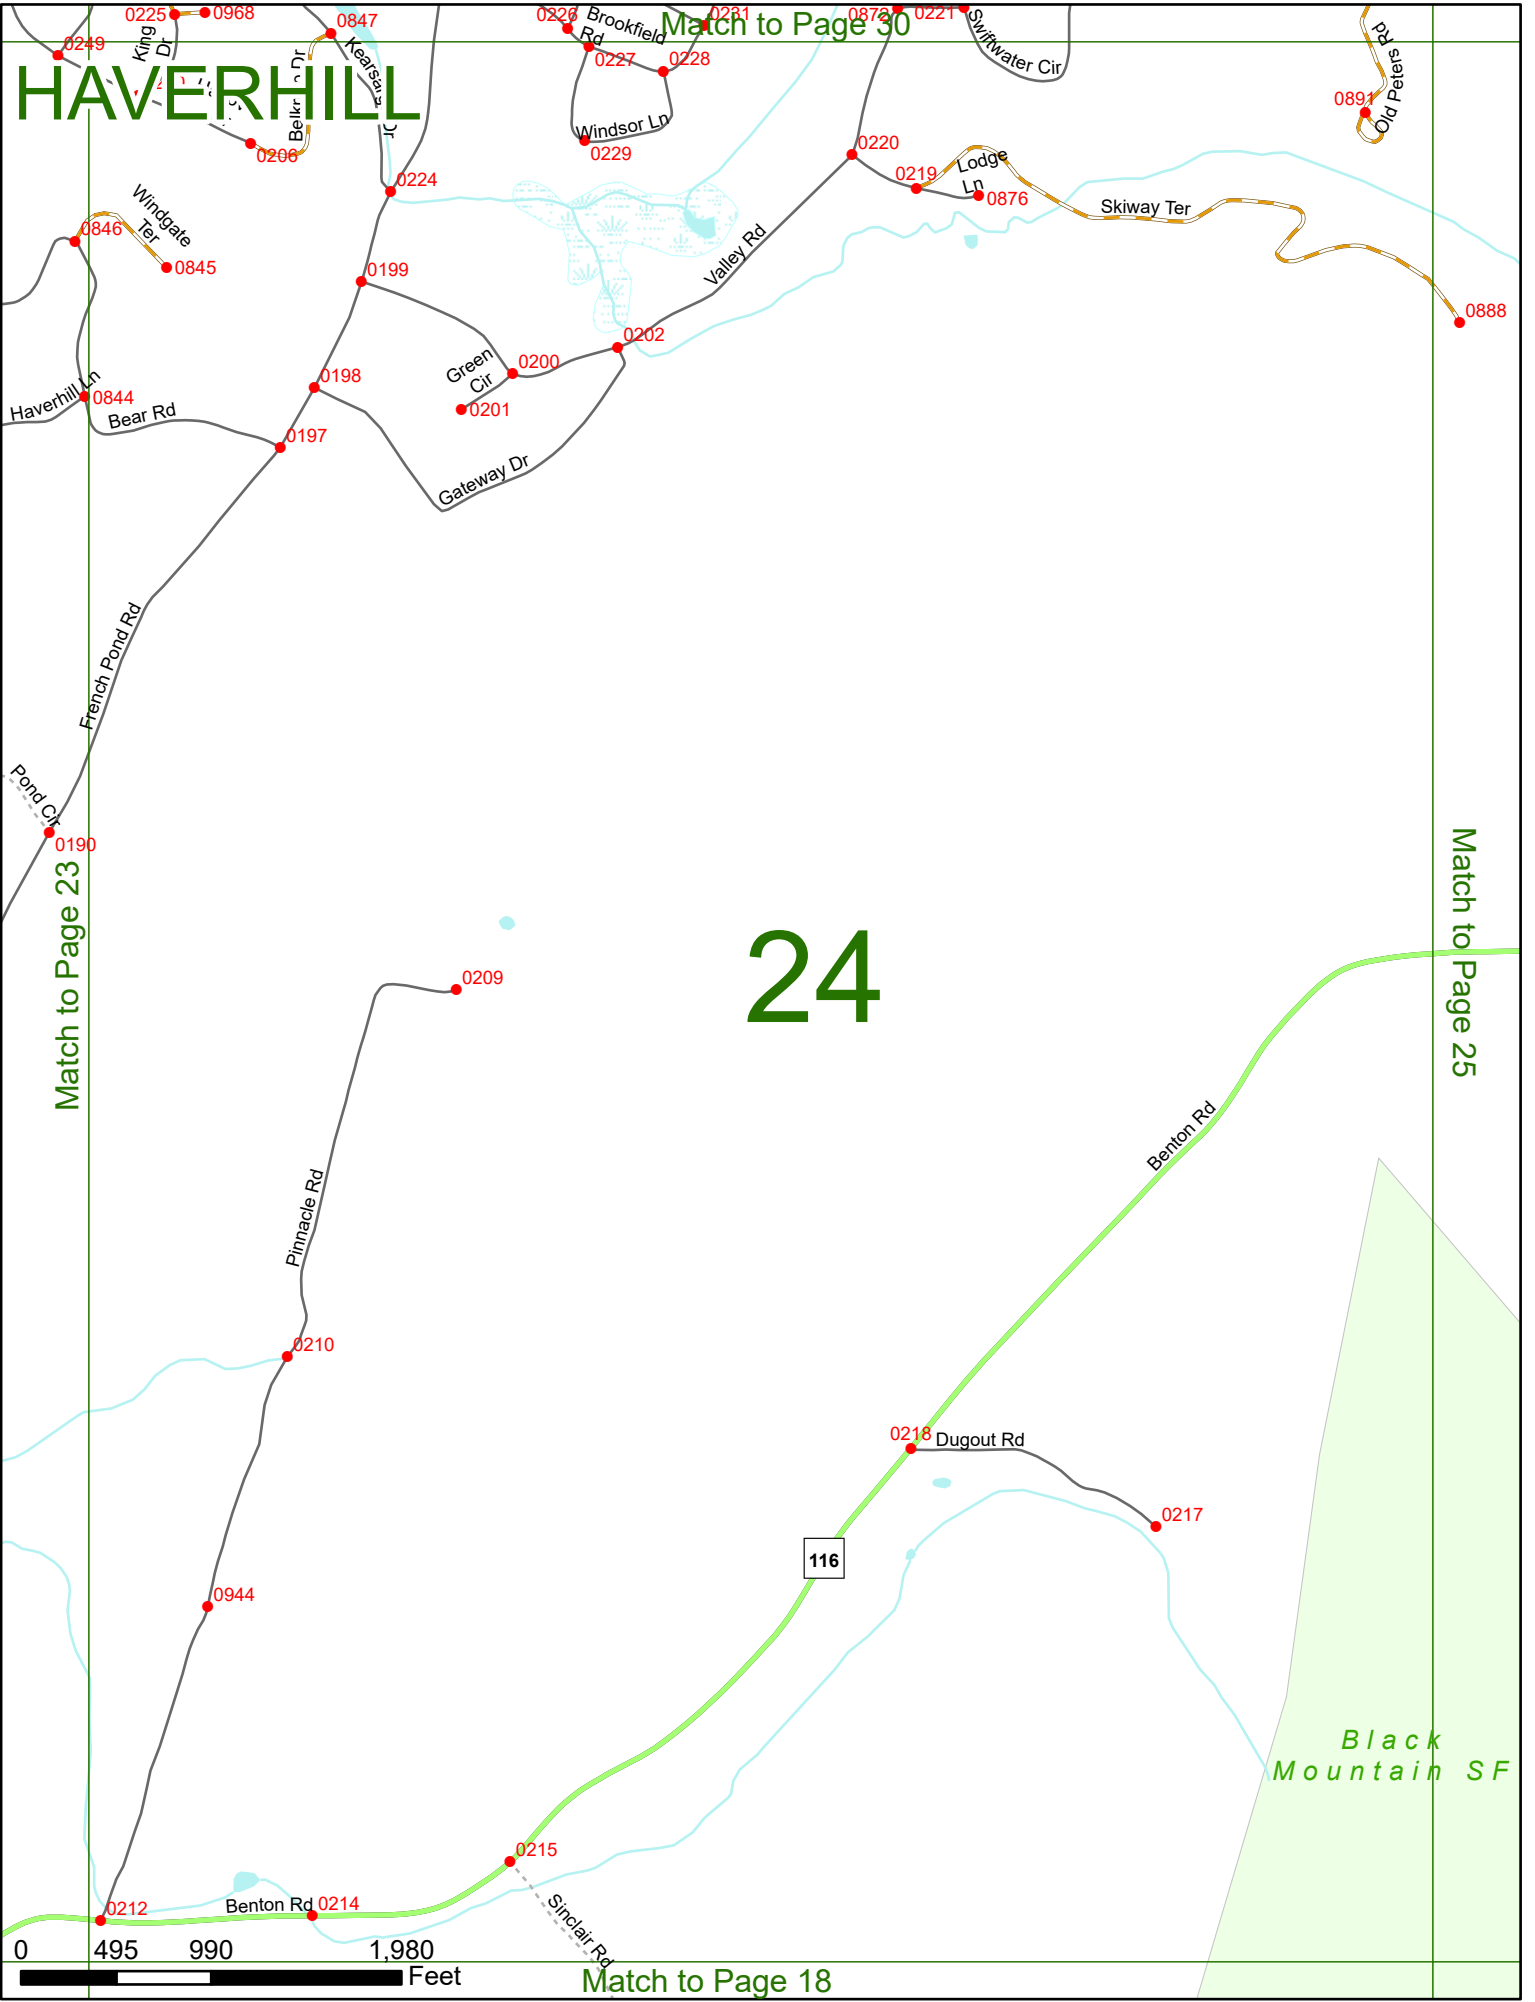 0225
0968
0847
0226
Brookfield
Rd
0231
Match to Page 30
0872
0221
Swiftwater Cir
Old Peters Rd
0249
King
Dr
Kearsarge Dr
0227
0228
HAVERHILL
0891
Windsor Ln
0229
0206
0220
0219
Lodge
Ln
0876
0224
Skiway Ter
Windgate
Ter
0846
0845
Valley Rd
0199
0888
0202
Green
Cir
0200
0198
0201
Haverhill Ln
0844
Bear Rd
0197
Gateway Dr
French Pond Rd
Pond Cir
0190
Match to Page 23
Match to Page 25
24
0209
Benton Rd
Pinnacle Rd
0210
0218
Dugout Rd
0217
116
0944
Black
Mountain SF
0215
Sinclair Rd
0212
Benton Rd
0214
0 495 990 1,980
Feet
Match to Page 18